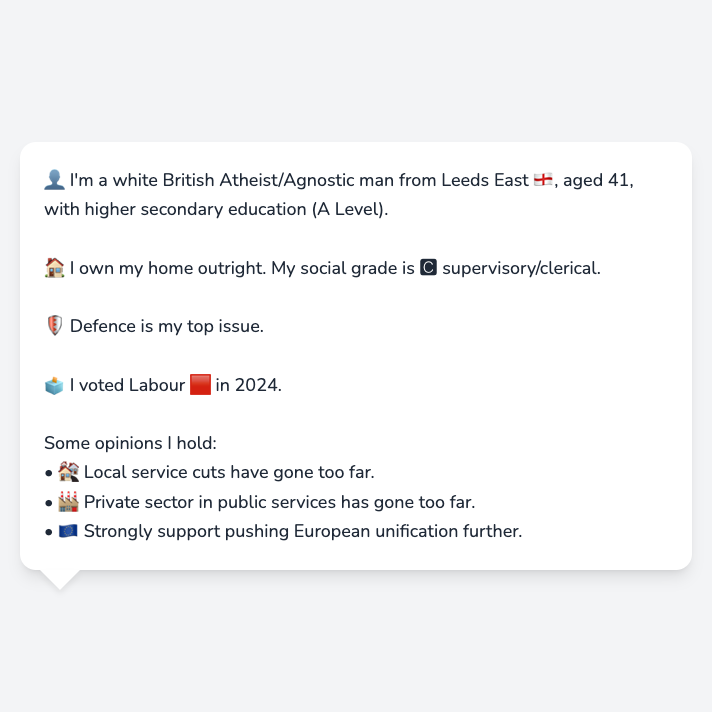 👤 I'm a white British Atheist/Agnostic man from Leeds East 🏴󠁧󠁢󠁥󠁮󠁧󠁿, aged 41,
with higher secondary education (A Level).
🏠 I own my home outright. My social grade is 🅲 supervisory/clerical.
🛡️ Defence is my top issue.
🗳️ I voted Labour 🟥 in 2024.
Some opinions I hold:
• 🏚️ Local service cuts have gone too far.
• 🏭 Private sector in public services has gone too far.
• 🇪🇺 Strongly support pushing European unification further.